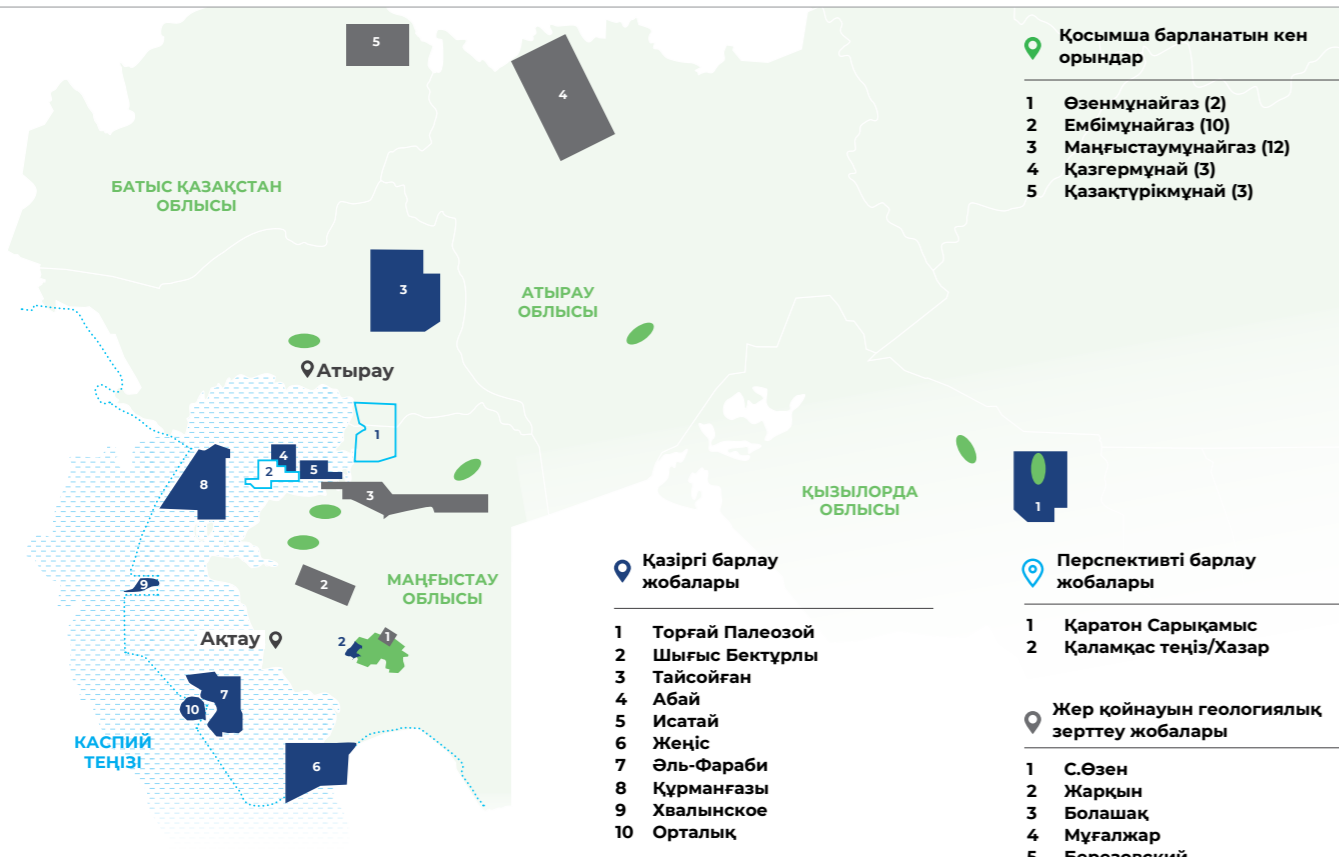 5
4
Қосымша барланатын кен
орындар
1 Өзенмұнайгаз (2)
2 Ембімұнайгаз (10)
3 Маңғыстаумұнайгаз (12)
4 Қазгермұнай (3)
5 Қазақтүрікмұнай (3)
БАТЫС ҚАЗАҚСТАН
ОБЛЫСЫ
3
АТЫРАУ
ОБЛЫСЫ
Атырау
1
4
2
5
8
3
ҚЫЗЫЛОРДА
ОБЛЫСЫ
1
9
2
МАҢҒЫСТАУ
ОБЛЫСЫ
Ақтау
2
1
7
10
КАСПИЙ
ТЕҢІЗІ
6
Қазіргі барлау
жобалары
1 Торғай Палеозой
2 Шығыс Бектұрлы
3 Тайсойған
4 Абай
5 Исатай
6 Жеңіс
7 Әль-Фараби
8 Құрманғазы
9 Хвалынское
10 Орталық
Перспективті барлау
жобалары
1 Қаратон Сарықамыс
2 Қаламқас теңіз/Хазар
Жер қойнауын геологиялық
зерттеу жобалары
1 С.Өзен
2 Жарқын
3 Болашақ
4 Мұғалжар
5 Березовский